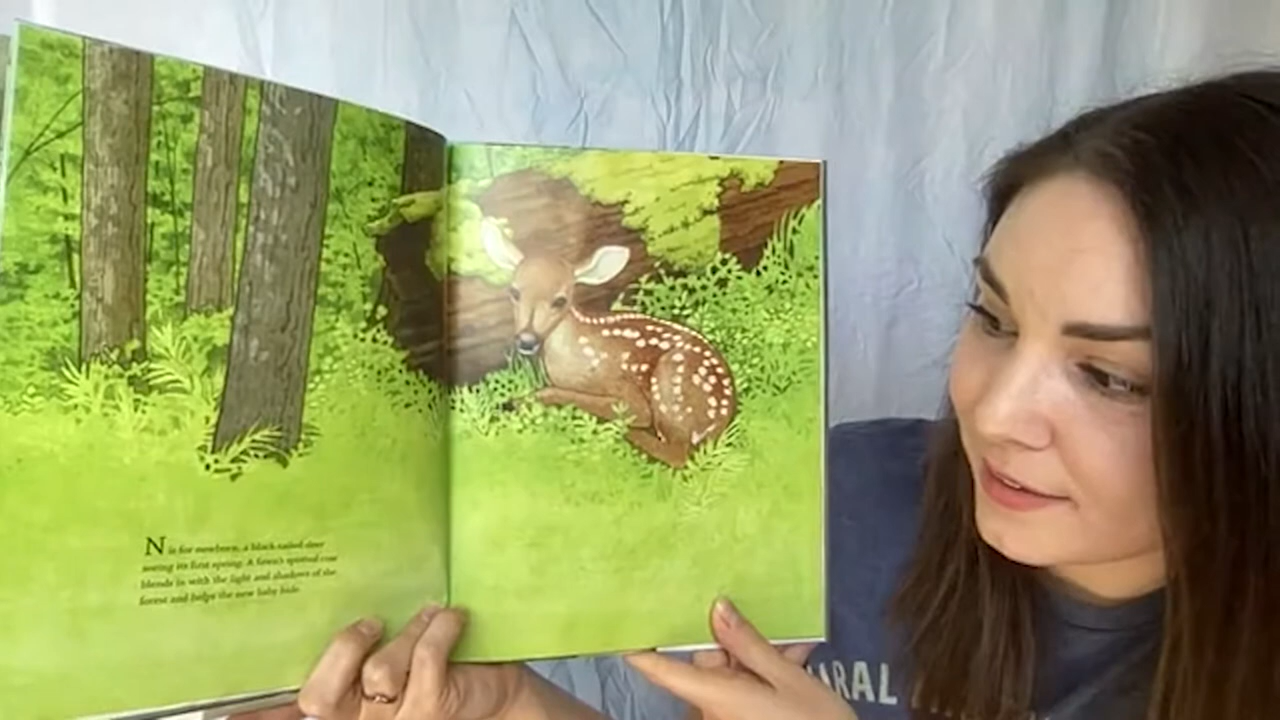 N is for newborn, a black-tailed deer
seeing its first spring. A fawn's spotted coat
blends in with the light and shadows of the
forest and helps the new baby hide.
URAL